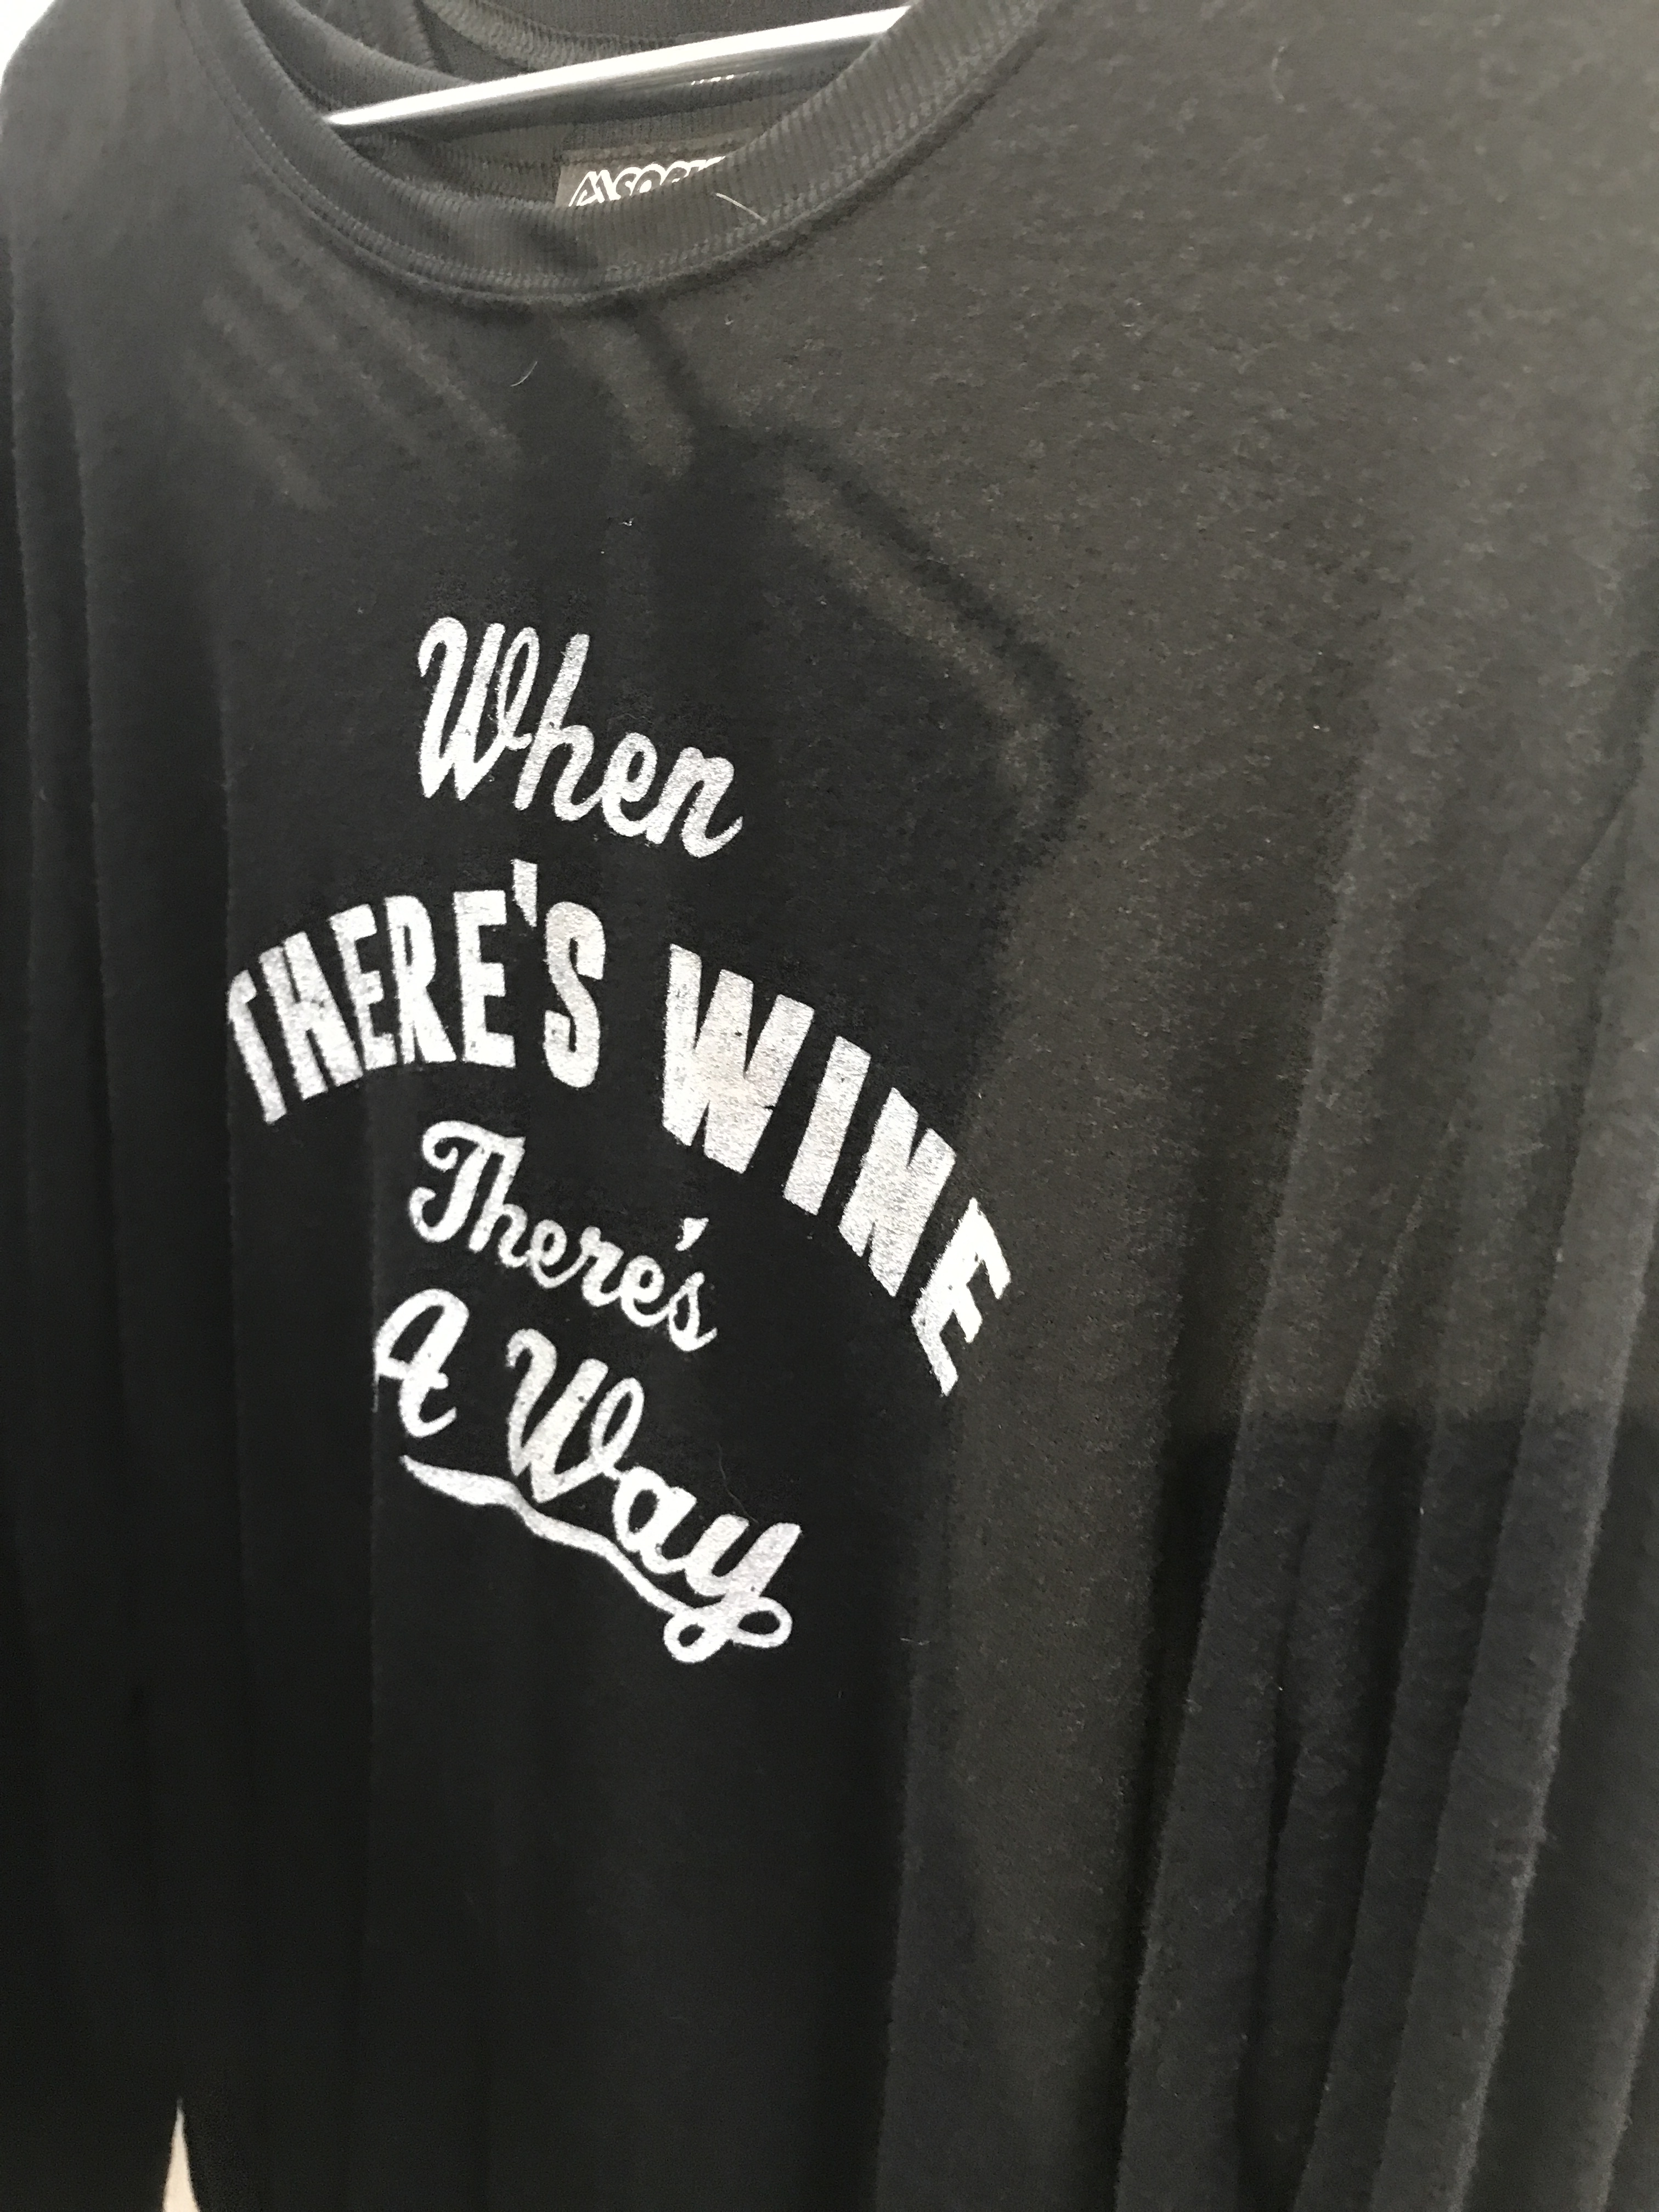 When
THERE'S WINE
There's
A Way